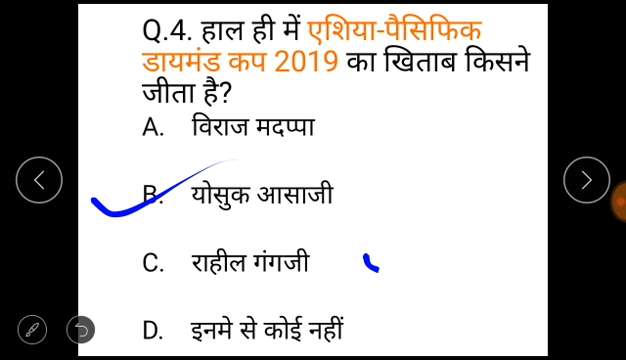 Q.4. हाल ही में एशिया-पैसिफिक
डायमंड कप 2019 का खिताब किसने
जीता है?
A. विराज मदप्पा
B. योसुक आसाजी
C. राहील गंगजी
D. इनमे से कोई नहीं